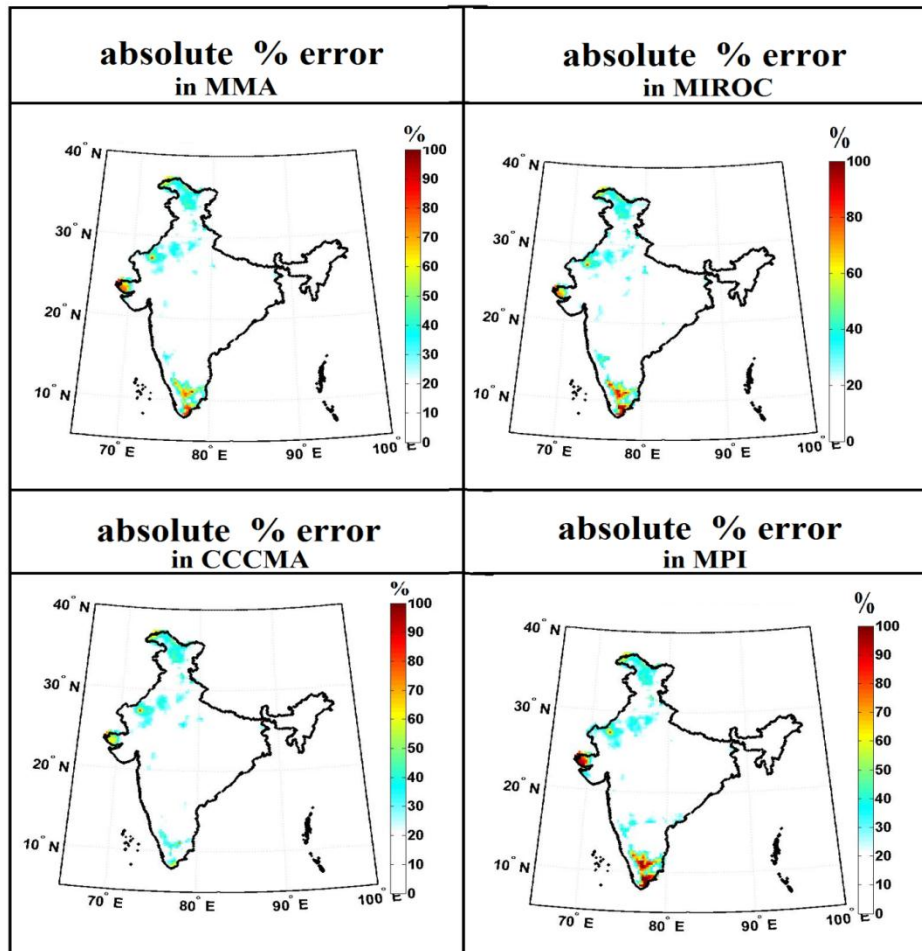 absolute % error
in MMA
absolute % error
in MIROC
%
40° N
30° N
20° N
10° N
70° E
80° E
90° E
100° E
100
90
80
70
60
50
40
30
20
10
0
%
40° N
30° N
20° N
10° N
70° E
80° E
90° E
100° E
100
80
60
40
20
0
absolute % error
in CCCMA
absolute % error
in MPI
%
40° N
30° N
20° N
10° N
70° E
80° E
90° E
100° E
100
90
80
70
60
50
40
30
20
10
0
%
40° N
30° N
20° N
10° N
70° E
80° E
90° E
100° E
100
90
80
70
60
50
40
30
20
10
0